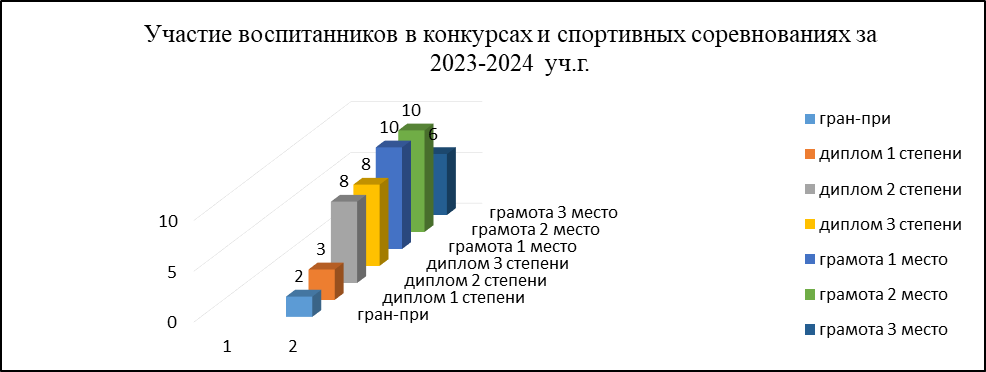 Участие воспитанников в конкурсах и спортивных соревнованиях за
2023-2024 уч.г.
10
10
6
8
8
3
2
10
5
0
1
2
грамота 3 место
грамота 2 место
грамота 1 место
диплом 3 степени
диплом 2 степени
диплом 1 степени
гран-при
гран-при
диплом 1 степени
диплом 2 степени
диплом 3 степени
грамота 1 место
грамота 2 место
грамота 3 место